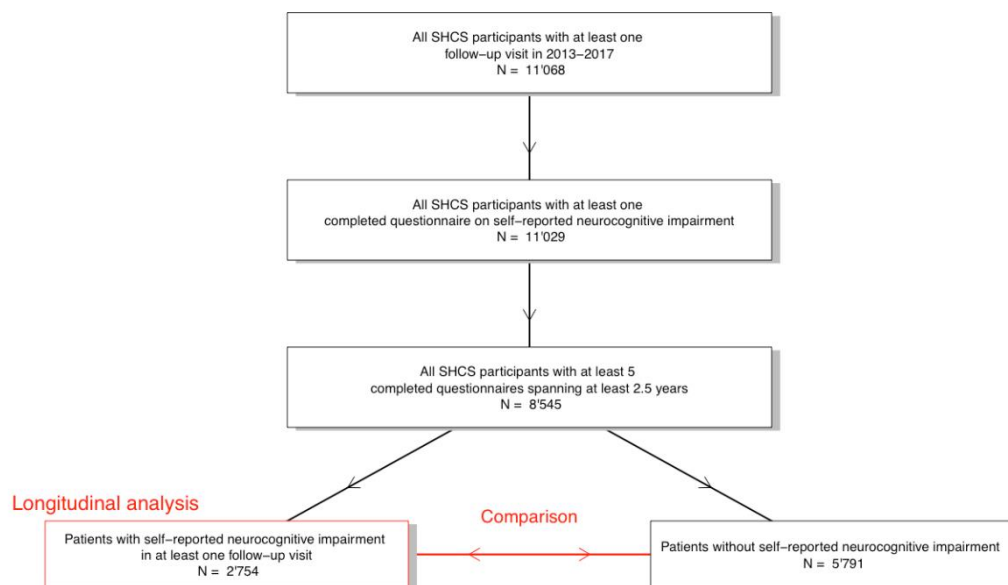 All SHCS participants with at least one
follow−up visit in 2013−2017
N = 11'068
All SHCS participants with at least one
completed questionnaire on self−reported neurocognitive impairment
N = 11'029
All SHCS participants with at least 5
completed questionnaires spanning at least 2.5 years
N = 8'545
Longitudinal analysis
Comparison
Patients with self−reported neurocognitive impairment
in at least one follow−up visit
N = 2'754
Patients without self−reported neurocognitive impairment
N = 5'791